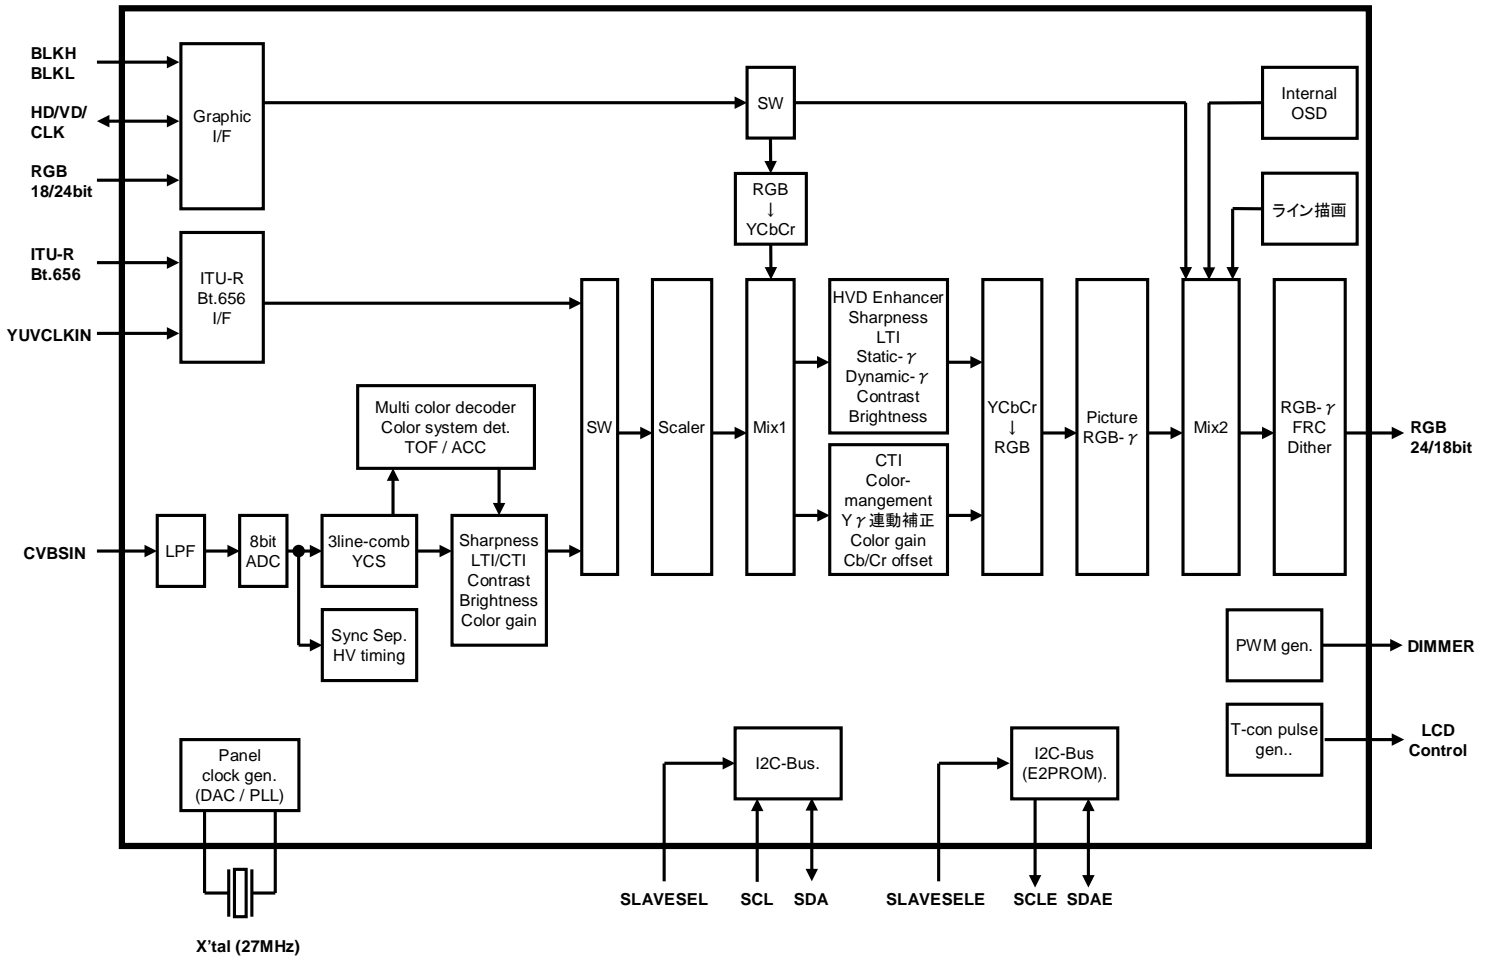 BLKH
BLKL
HD/VD/
CLK
RGB
18/24bit
Graphic
I/F
ITU-R
Bt.656
YUVCLKIN
ITU-R
Bt.656
I/F
SW
RGB
↓
YCbCr
Internal
OSD
ライン描画
Multi color decoder
Color system det.
TOF / ACC
CVBSIN
LPF
8bit
ADC
3line-comb
YCS
Sync Sep.
HV timing
Sharpness
LTI/CTI
Contrast
Brightness
Color gain
SW
Scaler
Mix1
HVD Enhancer
Sharpness
LTI
Static-γ
Dynamic-γ
Contrast
Brightness
CTI
Color-
mangement
Yγ連動補正
Color gain
Cb/Cr offset
YCbCr
↓
RGB
Picture
RGB-γ
Mix2
RGB-γ
FRC
Dither
RGB
24/18bit
PWM gen.
DIMMER
T-con pulse
gen..
LCD
Control
Panel
clock gen.
(DAC / PLL)
X'tal (27MHz)
I2C-Bus.
SLAVESEL
SCL
SDA
I2C-Bus
(E2PROM).
SLAVESELE
SCLE
SDAE